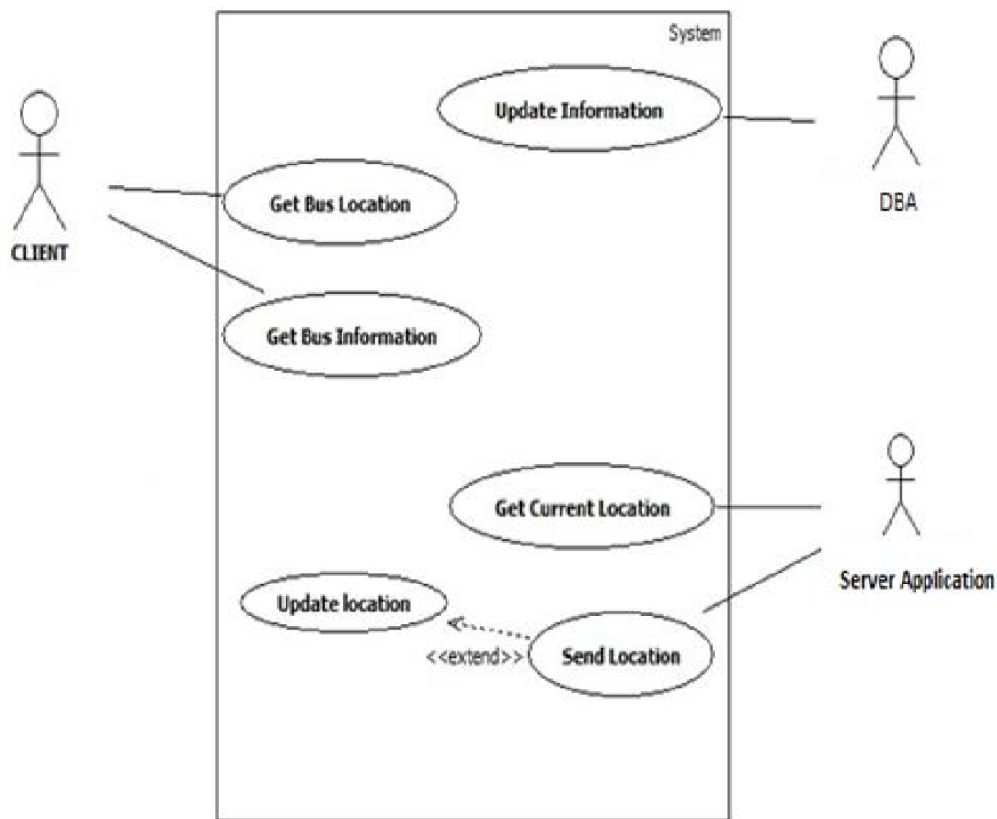 System
Update Information
DBA
Get Bus Location
CLIENT
Get Bus Information
Get Current Location
Server Application
Update location
<<extend>>
Send Location